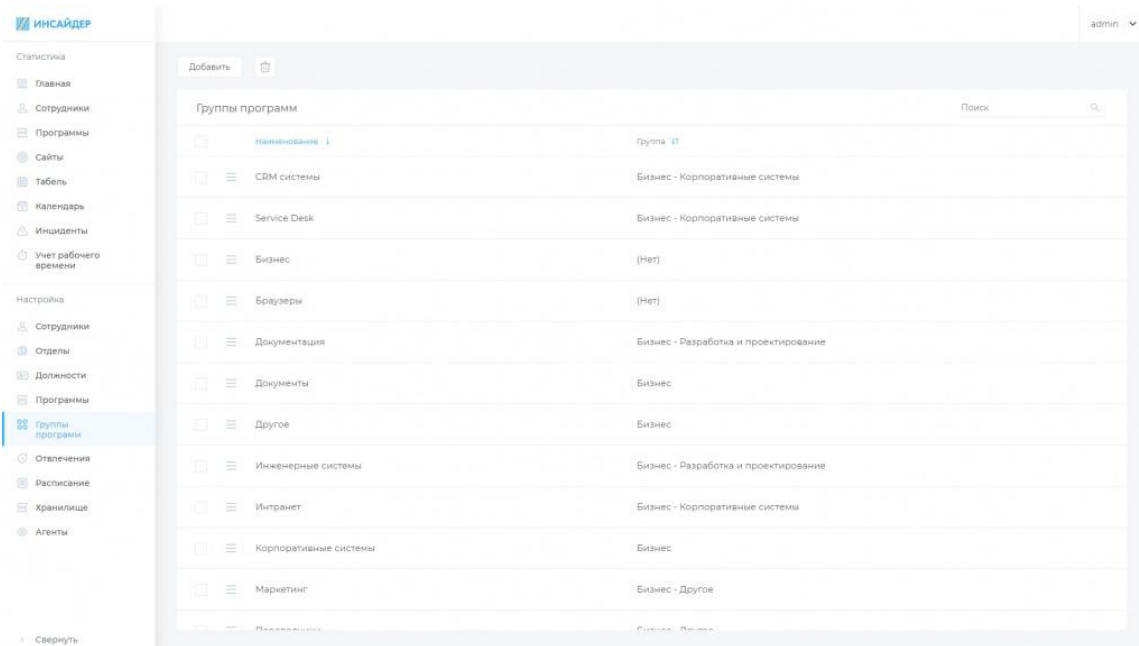 ИНСАЙДЕР
admin
Статистика
Главная
Сотрудники
Программы
Сайты
Табель
Календарь
Инциденты
Учет рабочего
времени
Настройка
Сотрудники
Отделы
Должности
Программы
Группы
программ
Отвлечения
Расписание
Хранилище
Агенты
Свернуть
Добавить
Группы программ
Поиск
Наименование
Группа
CRM системы
Бизнес - Корпоративные системы
Service Desk
Бизнес - Корпоративные системы
Бизнес
(Нет)
Браузеры
(Нет)
Документация
Бизнес - Разработка и проектирование
Документы
Бизнес
Другое
Бизнес
Инженерные системы
Бизнес - Разработка и проектирование
Интранет
Бизнес - Корпоративные системы
Корпоративные системы
Бизнес
Маркетинг
Бизнес - Другое